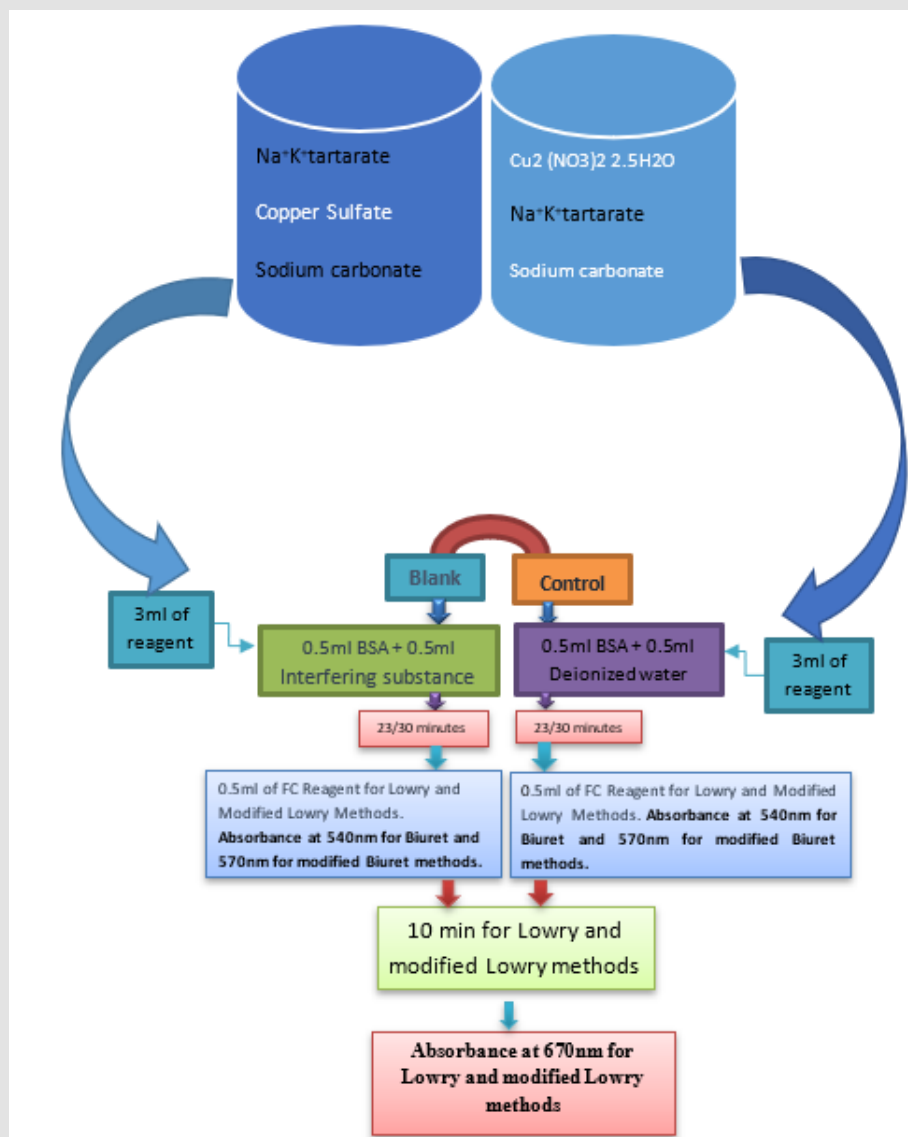 Na⁺K⁺tartarate
Copper Sulfate
Sodium carbonate
Cu2 (NO3)2 2.5H2O
Na⁺K⁺tartarate
Sodium carbonate
Blank
Control
3ml of
reagent
0.5ml BSA + 0.5ml
Interfering substance
0.5ml BSA + 0.5ml
Deionized water
3ml of
reagent
23/30 minutes
23/30 minutes
0.5ml of FC Reagent for Lowry and
Modified Lowry Methods.
Absorbance at 540nm for Biuret and
570nm for modified Biuret methods.
0.5ml of FC Reagent for Lowry and Modified
Lowry Methods. Absorbance at 540nm for
Biuret and 570nm for modified Biuret
methods.
10 min for Lowry and
modified Lowry methods
Absorbance at 670nm for
Lowry and modified Lowry
methods